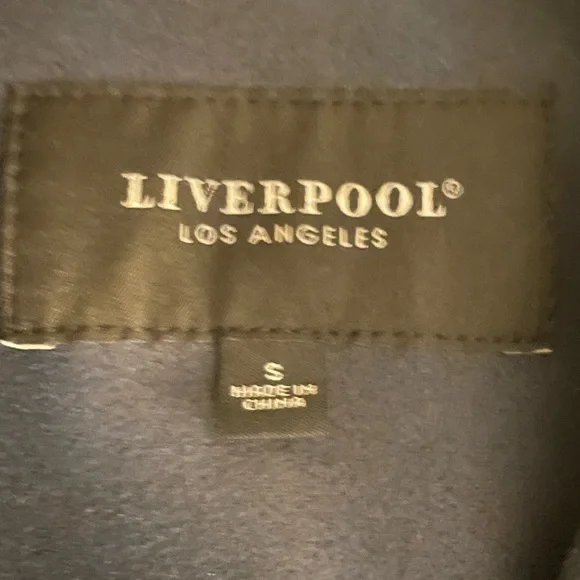 LIVERPOOL®
LOS ANGELES
S
MADE IN
CHINA